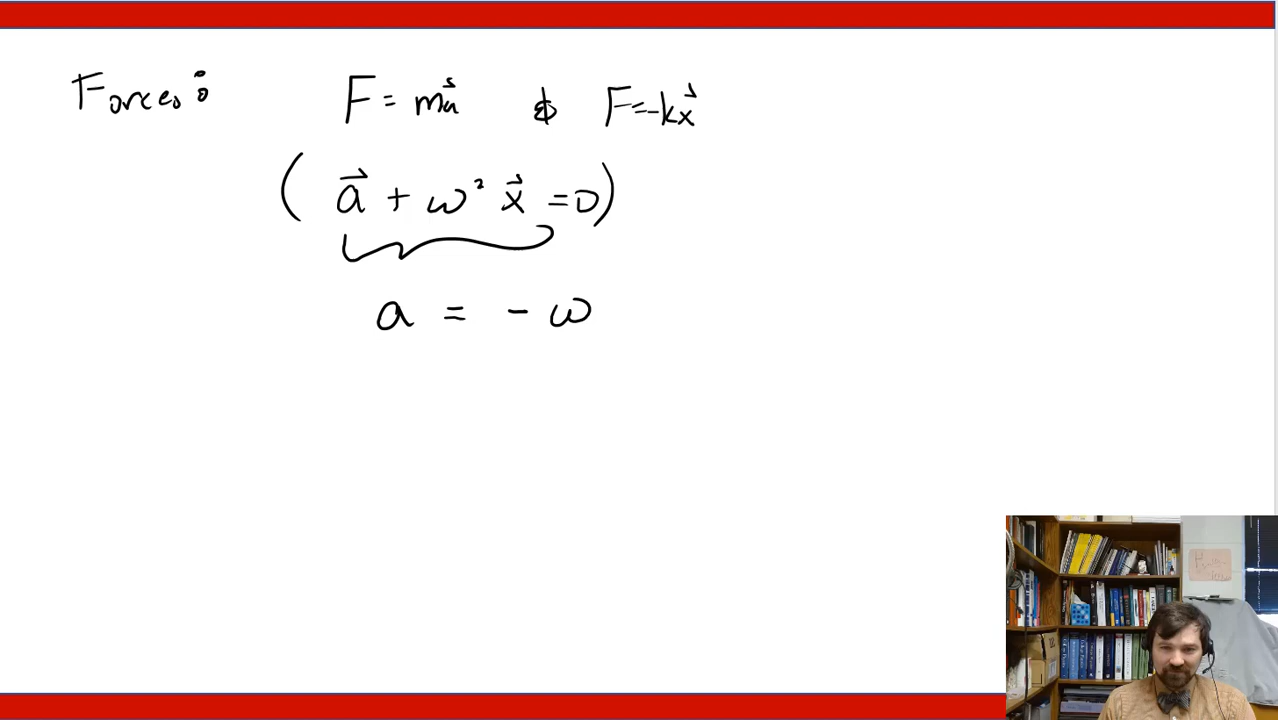 Forces: F = ma⃗ & F=-kx⃗
( a⃗ + ω² x⃗ =0)
a = - ω